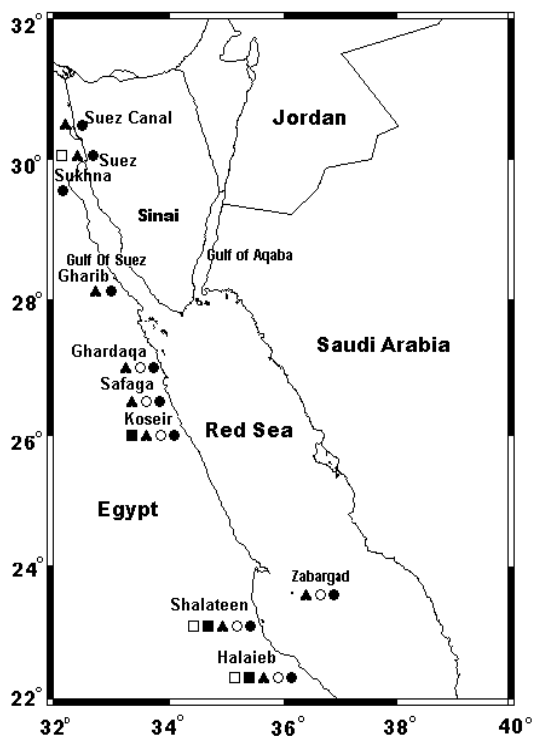 32°
Suez Canal
Jordan
30°
Suez
Sukhna
Sinai
Gulf Of Suez
Gulf of Aqaba
Gharib
28°
Ghardaqa
Saudi Arabia
Safaga
Koseir
Red Sea
26°
Egypt
24°
Zabargad
Shalateen
Halaieb
22°
32°
34°
36°
38°
40°